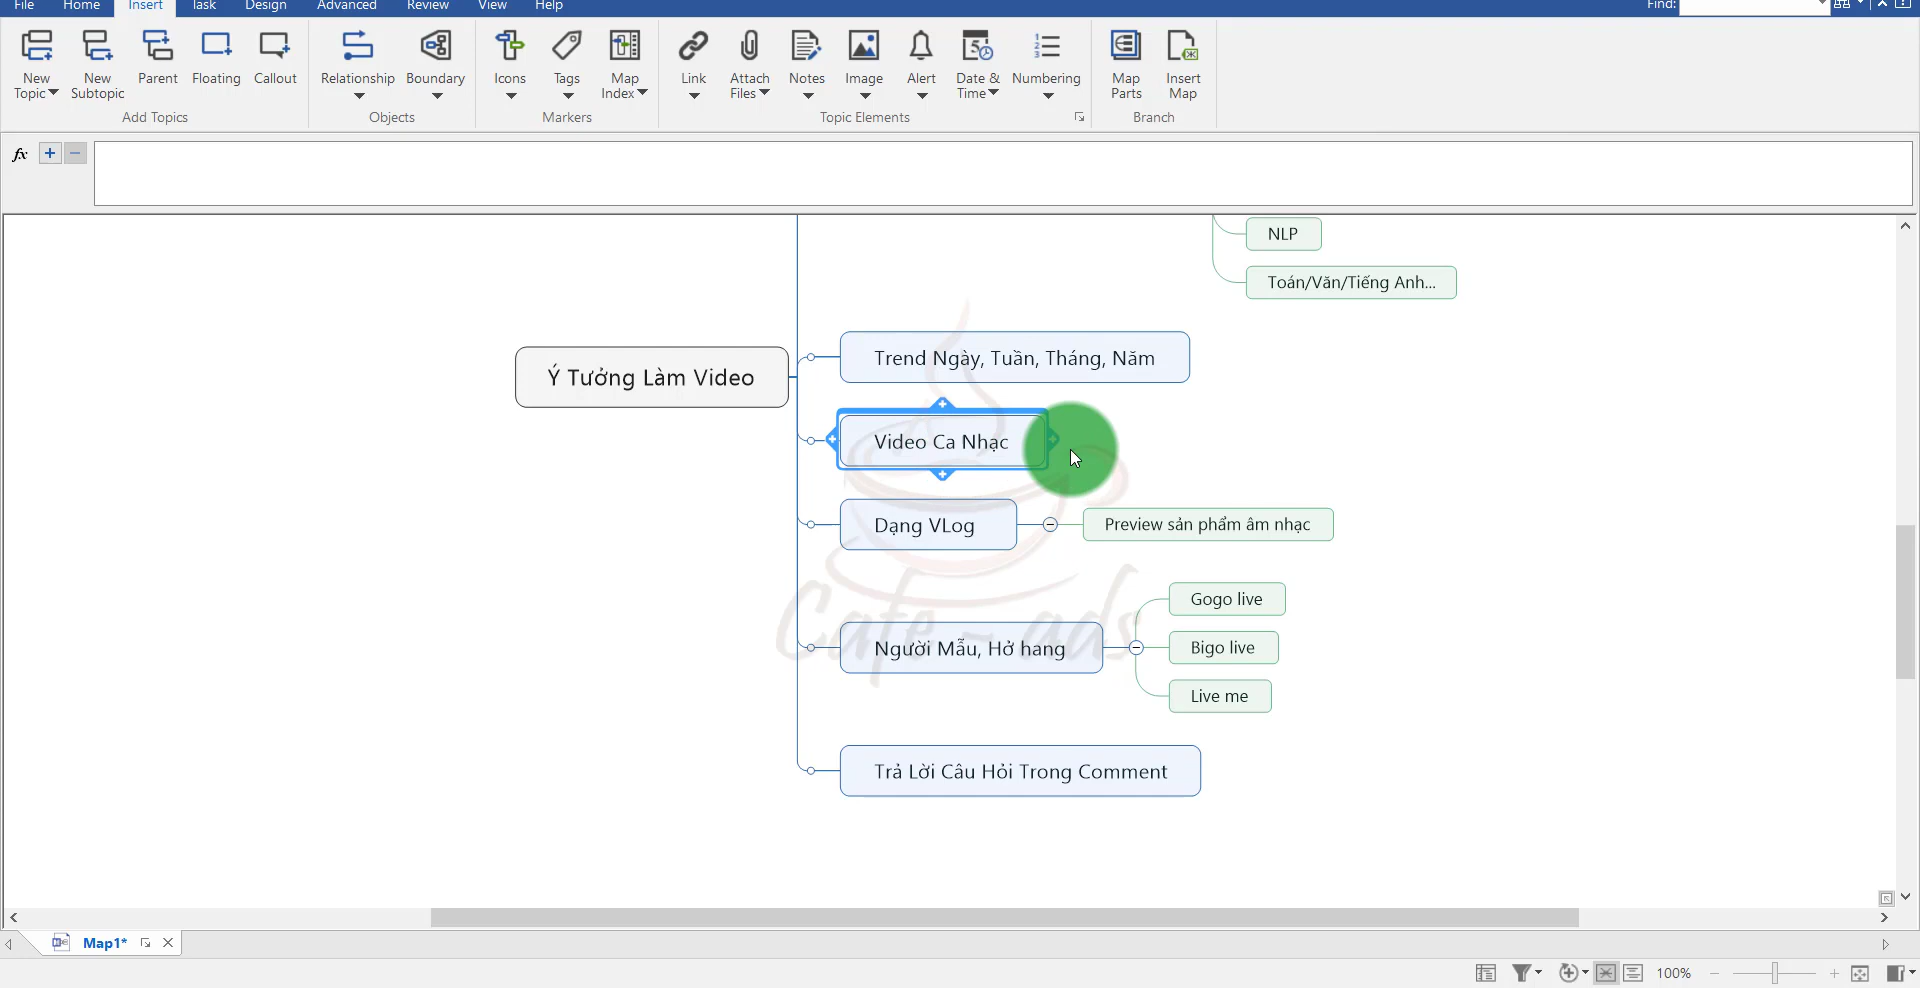 File Home Insert Task Design Advanced Review View Help Find:
New Topic New Subtopic Parent Floating Callout Relationship Boundary Icons Tags Map Index Link Attach Files Notes Image Alert Date & Time Numbering Map Parts Insert Map
Add Topics Objects Markers Topic Elements Branch
fx
NLP
Toán/Văn/Tiếng Anh...
Trend Ngày, Tuần, Tháng, Năm
Ý Tưởng Làm Video
Video Ca Nhạc
Dạng VLog
Preview sản phẩm âm nhạc
Gogo live
Người Mẫu, Hở hang
Bigo live
Live me
Cafe - ads
Trả Lời Câu Hỏi Trong Comment
Map1*
100%